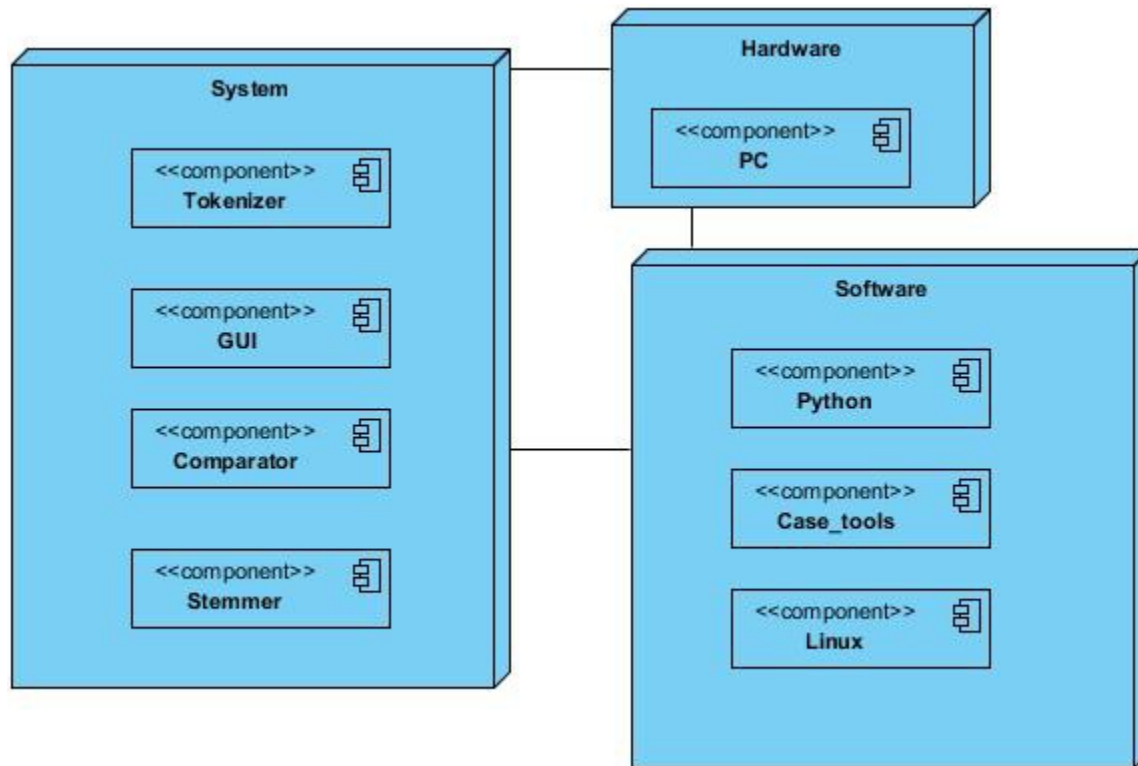 System
<<component>>
Tokenizer
<<component>>
GUI
<<component>>
Comparator
<<component>>
Stemmer
Hardware
<<component>>
PC
Software
<<component>>
Python
<<component>>
Case_tools
<<component>>
Linux